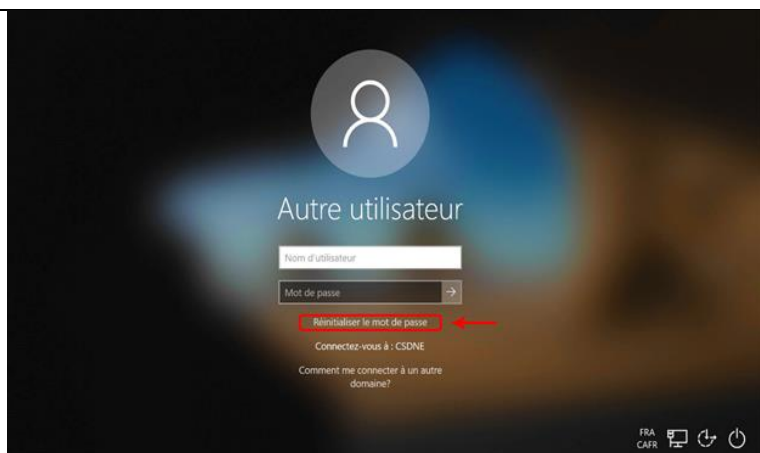 Autre utilisateur
Nom d'utilisateur
Mot de passe
Réinitialiser le mot de passe
Connectez-vous à : CSDNE
Comment me connecter à un autre
domaine?
FRA
CAFR